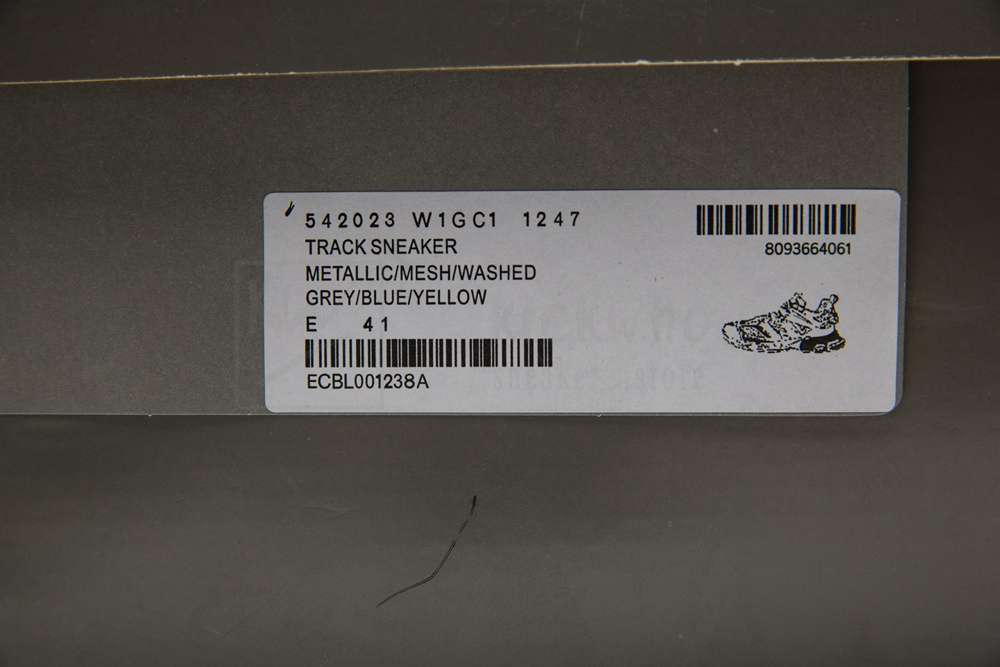 542023 W1GC1 1247
TRACK SNEAKER
METALLIC/MESH/WASHED
GREY/BLUE/YELLOW
E 41
ECBL001238A
8093664061